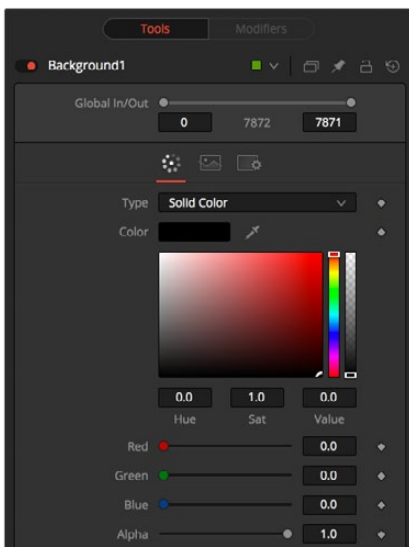 Tools Modifiers
Background1
Global In/Out
0 7872 7871
Type Solid Color
Color
0.0 1.0 0.0
Hue Sat Value
Red 0.0
Green 0.0
Blue 0.0
Alpha 1.0